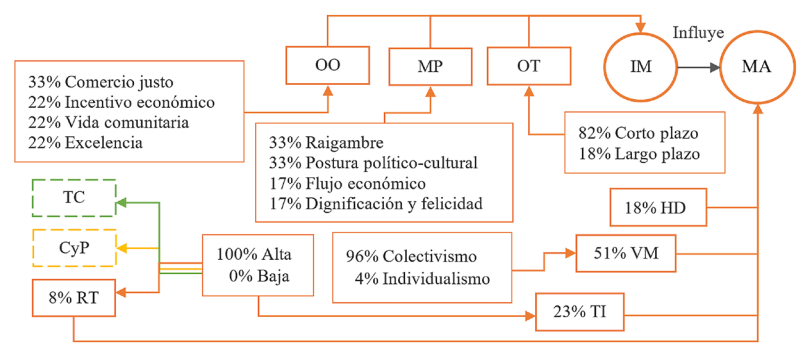 Influye
OO
MP
OT
IM
MA
33% Comercio justo
22% Incentivo económico
22% Vida comunitaria
22% Excelencia
33% Raigambre
33% Postura político-cultural
17% Flujo económico
17% Dignificación y felicidad
82% Corto plazo
18% Largo plazo
TC
CyP
8% RT
100% Alta
0% Baja
96% Colectivismo
4% Individualismo
18% HD
51% VM
23% TI